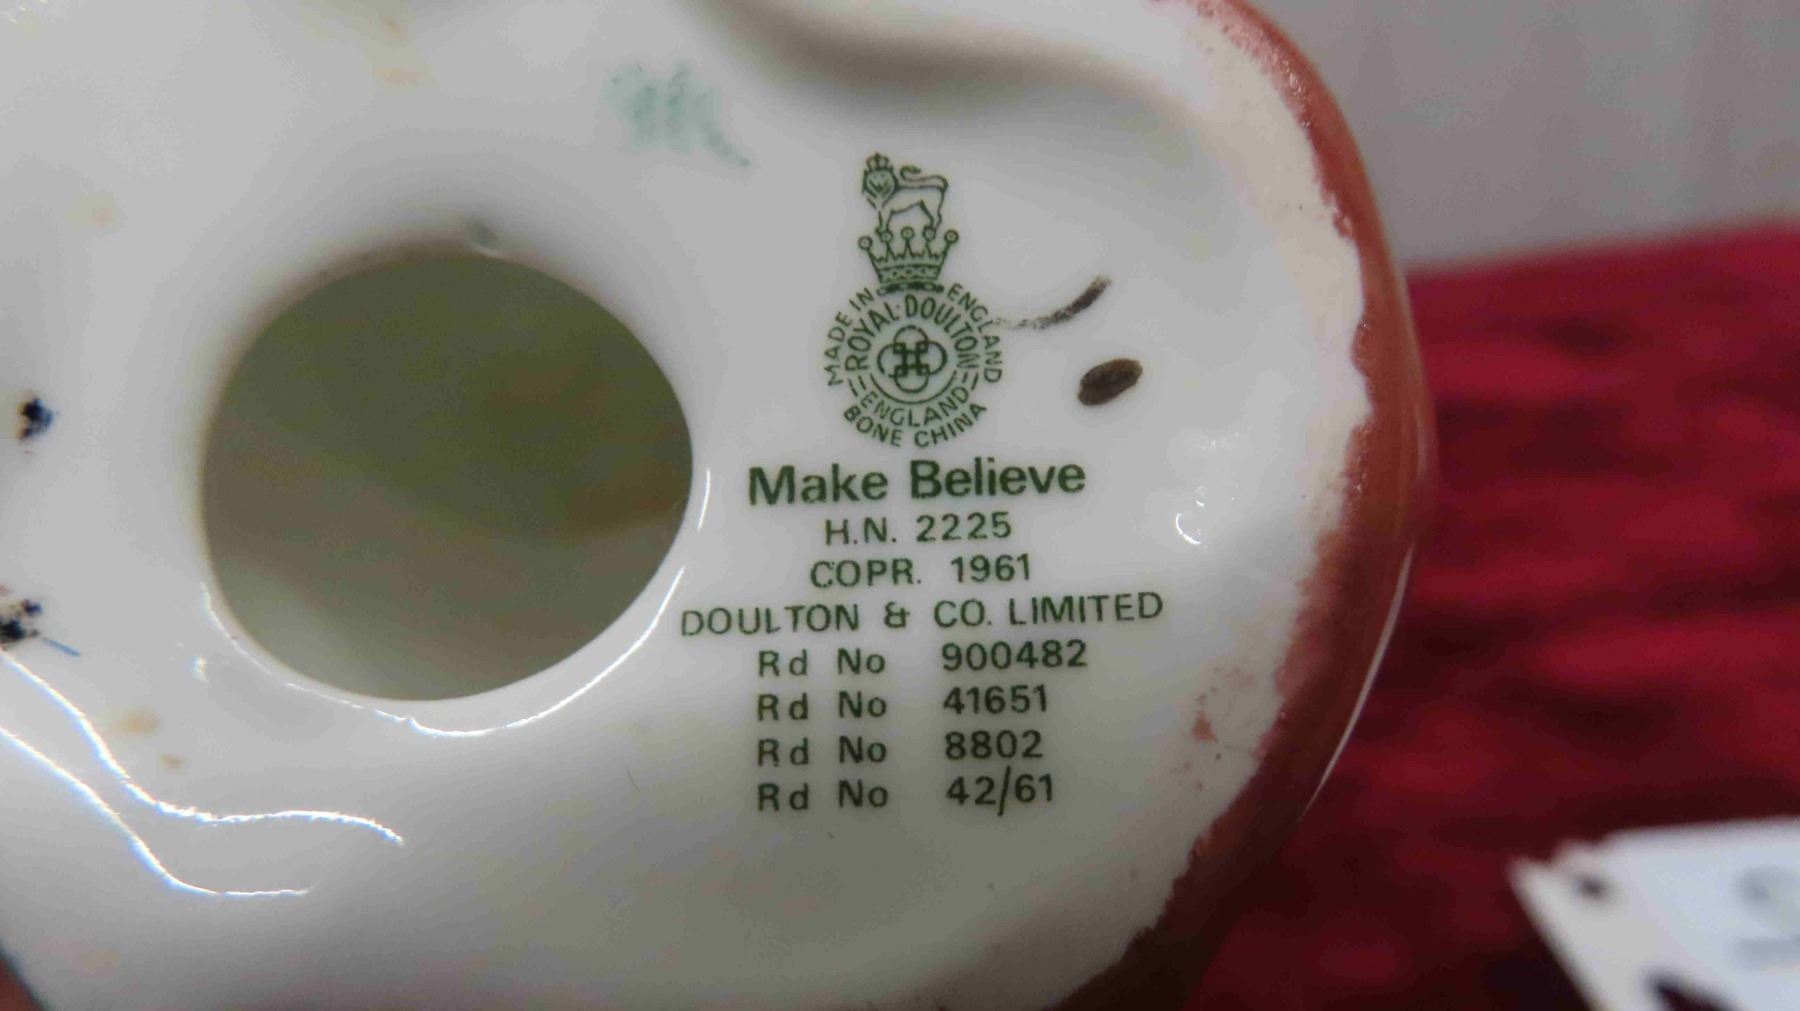 MADE IN ENGLAND
ROYAL·DOULTON
ENGLAND
BONE CHINA
Make Believe
H.N. 2225
COPR. 1961
DOULTON & CO. LIMITED
Rd No 900482
Rd No 41651
Rd No 8802
Rd No 42/61